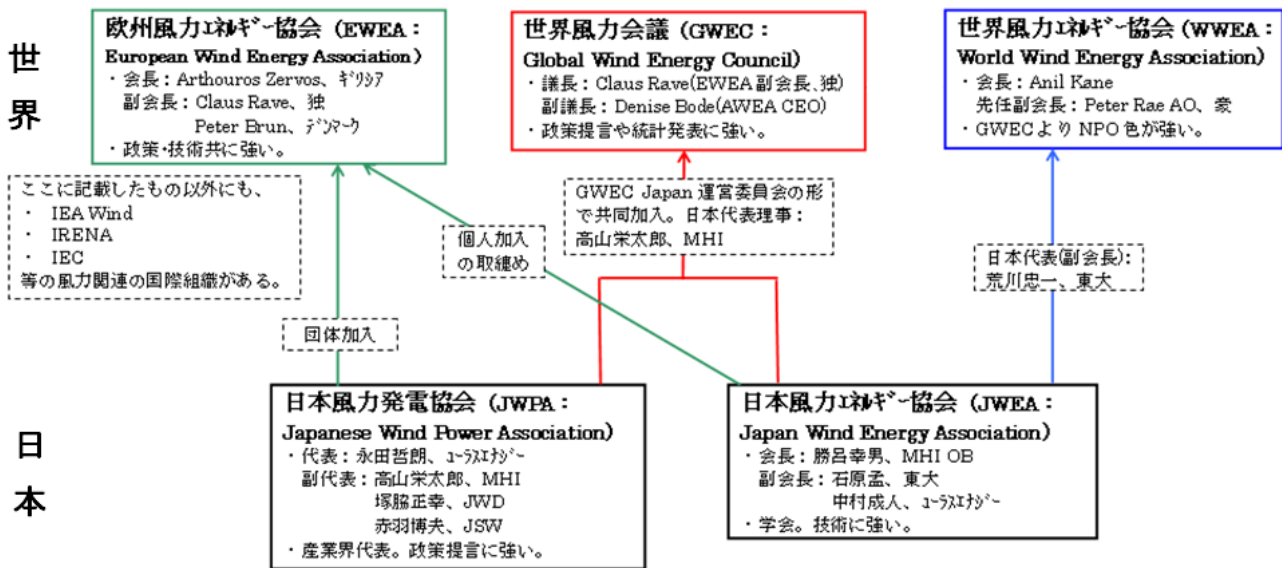 世界
欧州風力ｴﾈﾙｷﾞｰ協会 (EWEA：
European Wind Energy Association)
・会長：Arthouros Zervos、ｷﾞﾘｼｱ
副会長：Claus Rave、独
Peter Brun、ﾃﾞﾝﾏｰｸ
・政策・技術共に強い。
世界風力会議 (GWEC：
Global Wind Energy Council)
・議長：Claus Rave(EWEA副会長、独)
副議長：Denise Bode(AWEA CEO)
・政策提言や統計発表に強い。
世界風力ｴﾈﾙｷﾞｰ協会 (WWEA：
World Wind Energy Association)
・会長：Anil Kane
先任副会長：Peter Rae AO、豪
・GWECより NPO 色が強い。
ここに記載したもの以外にも、
・ IEA Wind
・ IRENA
・ IEC
等の風力関連の国際組織がある。
個人加入
の取纏め
GWEC Japan 運営委員会の形
で共同加入。日本代表理事：
高山栄太郎、MHI
日本代表(副会長)：
荒川忠一、東大
団体加入
日本
日本風力発電協会 (JWPA：
Japanese Wind Power Association)
・代表：永田哲朗、ﾕｰﾗｽｴﾅｼﾞｰ
副代表：高山栄太郎、MHI
塚脇正幸、JWD
赤羽博夫、JSW
・産業界代表。政策提言に強い。
日本風力ｴﾈﾙｷﾞｰ協会 (JWEA：
Japan Wind Energy Association)
・会長：勝呂幸男、MHI OB
副会長：石原孟、東大
中村成人、ﾕｰﾗｽｴﾅｼﾞｰ
・学会。技術に強い。